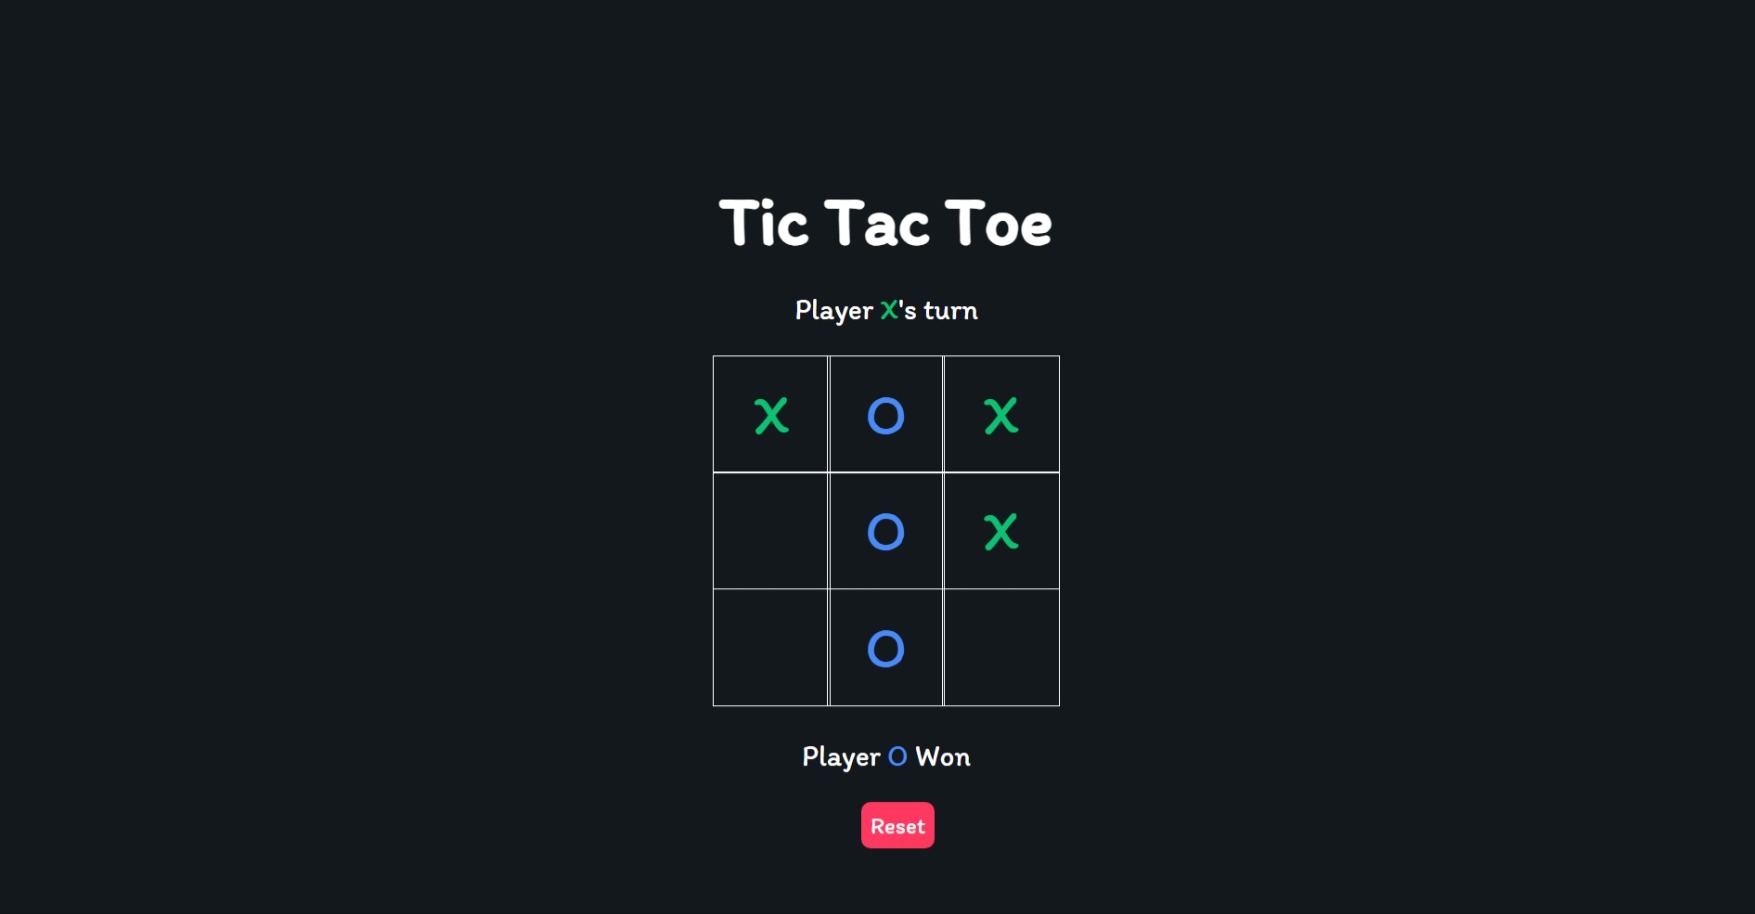 Tic Tac Toe
Player X's turn
X O X
O X
O
Player O Won
Reset